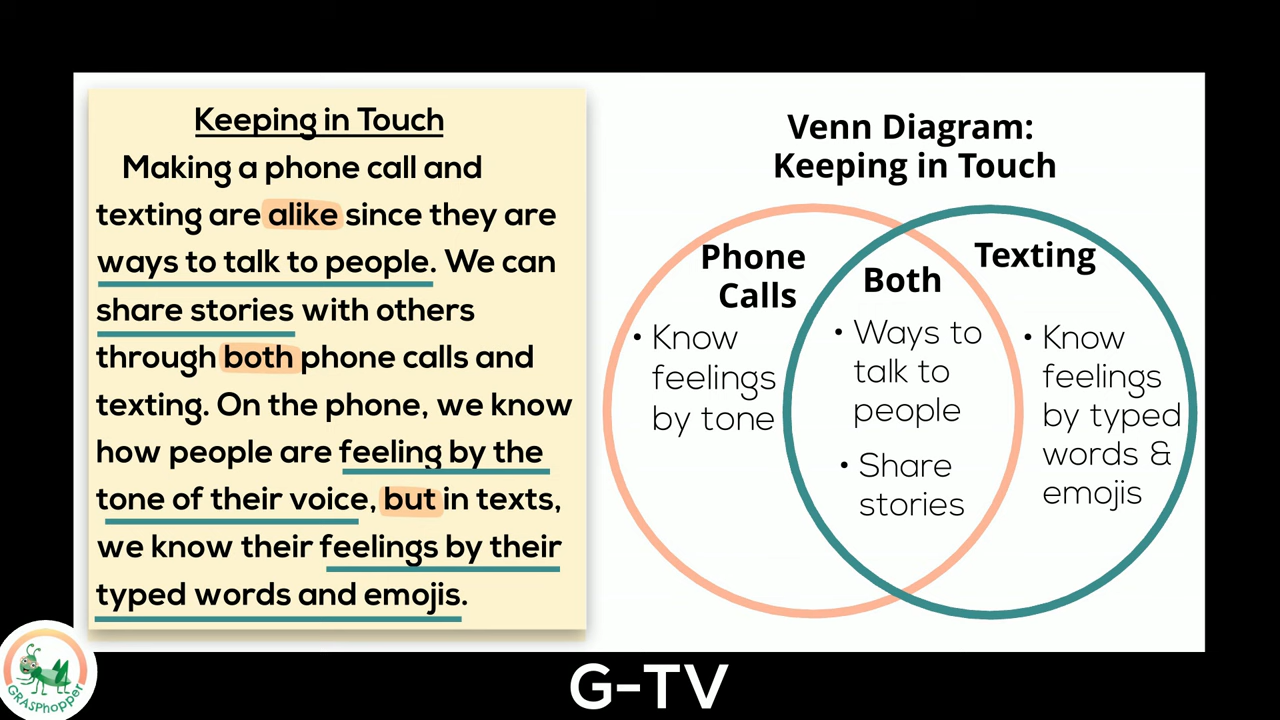 Keeping in Touch
Making a phone call and
texting are alike since they are
ways to talk to people. We can
share stories with others
through both phone calls and
texting. On the phone, we know
how people are feeling by the
tone of their voice, but in texts,
we know their feelings by their
typed words and emojis.
Venn Diagram:
Keeping in Touch
Phone
Calls
• Know
feelings
by tone
Both
• Ways to
talk to
people
• Share
stories
Texting
• Know
feelings
by typed
words &
emojis
GRASPhopper
G-TV